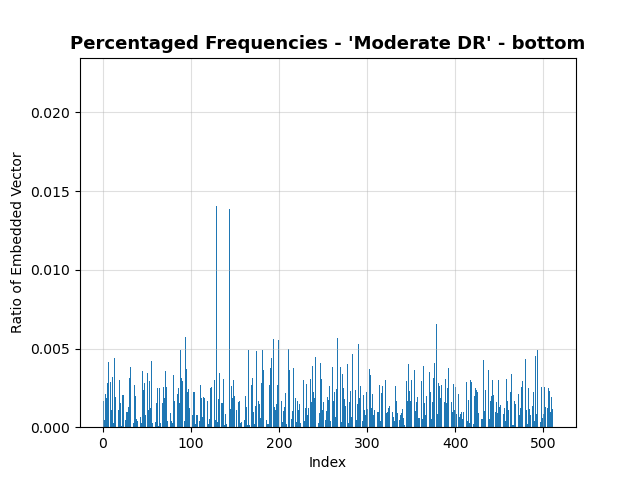 Percentaged Frequencies - 'Moderate DR' - bottom
Ratio of Embedded Vector
0.020
0.015
0.010
0.005
0.000
0 100 200 300 400 500
Index